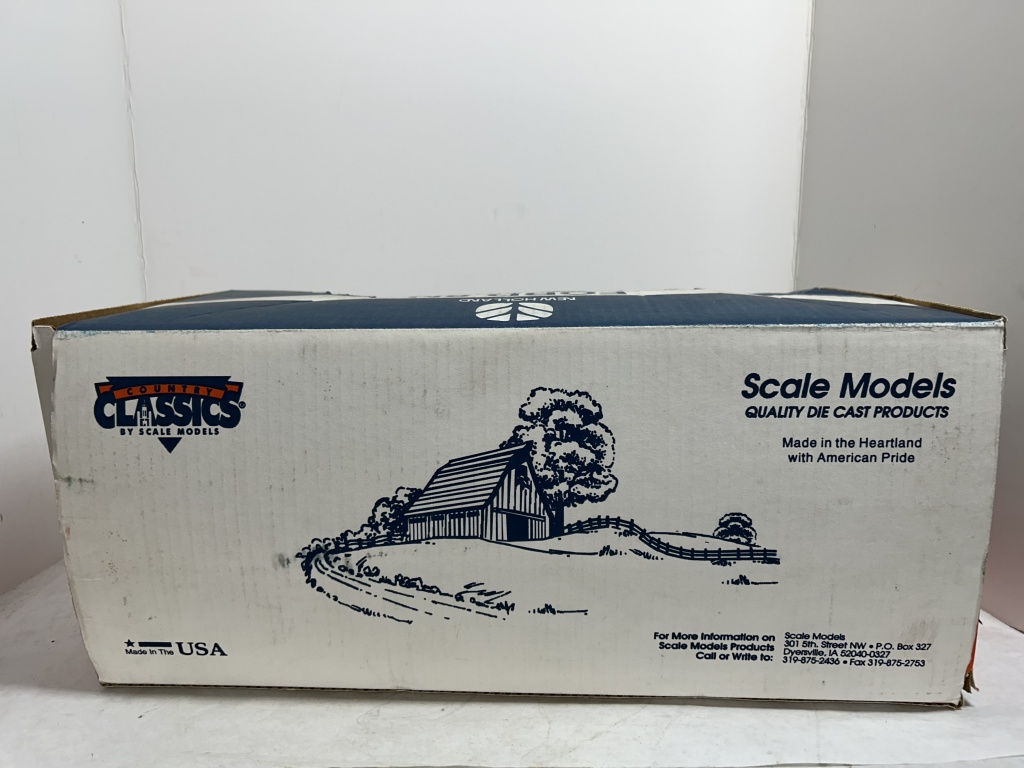 NEW HOLLAND
COUNTRY
CLASSICS®
BY SCALE MODELS
Scale Models
QUALITY DIE CAST PRODUCTS
Made in the Heartland
with American Pride
Made In The USA
For More Information on
Scale Models Products
Call or Write to:
Scale Models
301 5th. Street NW • P.O. Box 327
Dyersville, IA 52040-0327
319-875-2436 • Fax 319-875-2753